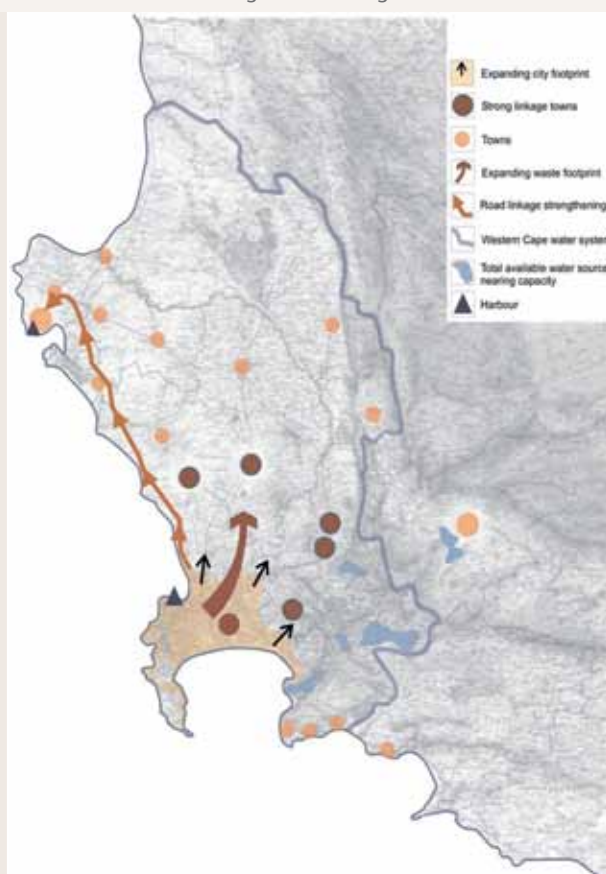 Expanding city footprint
Strong linkage towns
Towns
Expanding waste footprint
Road linkage strengthening
Western Cape water system
Total available water source
nearing capacity
Harbour